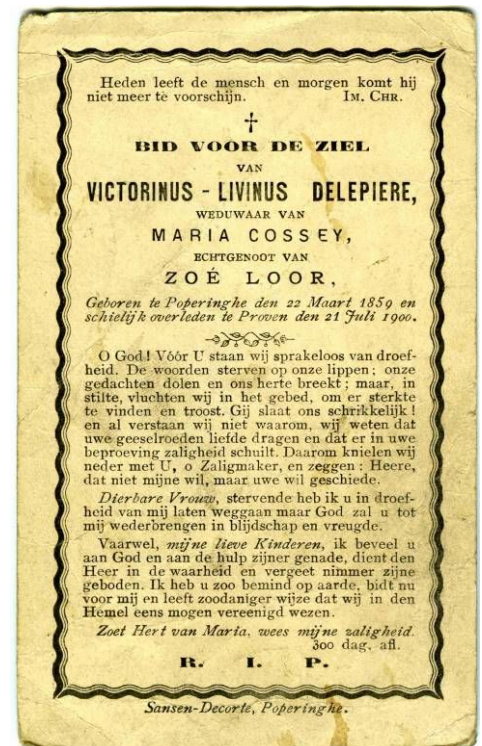 Heden leeft de mensch en morgen komt hij
niet meer te voorschijn. IM. CHR.
BID VOOR DE ZIEL
VAN
VICTORINUS - LIVINUS DELEPIERE,
WEDUWAAR VAN
MARIA COSSEY,
ECHTGENOOT VAN
ZOÉ LOOR,
Geboren te Poperinghe den 22 Maart 1859 en
schielijk overleden te Proven den 21 Juli 1900.
O God! Vóór U staan wij sprakeloos van droef-
heid. De woorden sterven op onze lippen; onze
gedachten dolen en ons herte breekt; maar, in
stilte, vluchten wij in het gebed, om er sterkte
te vinden en troost. Gij slaat ons schrikkelijk!
en al verstaan wij niet waarom, wij weten dat
uwe geeselroeden liefde dragen en dat er in uwe
beproeving zaligheid schuilt. Daarom knielen wij
neder met U, o Zaligmaker, en zeggen: Heere,
dat niet mijne wil, maar uwe wil geschiede.
Dierbare Vrouw, stervende heb ik u in droef-
heid van mij laten weggaan maar God zal u tot
mij wederbrengen in blijdschap en vreugde.
Vaarwel, mijne lieve Kinderen, ik beveel u
aan God en aan de hulp zijner genade, dient den
Heer in de waarheid en vergeet nimmer zijne
geboden. Ik heb u zoo bemind op aarde, bidt nu
voor mij en leeft zoodaniger wijze dat wij in den
Hemel eens mogen vereenigd wezen.
Zoet Hert van Maria, wees mijne zaligheid.
300 dag. afl.
R. I. P.
Sansen-Decorte, Poperinghe.